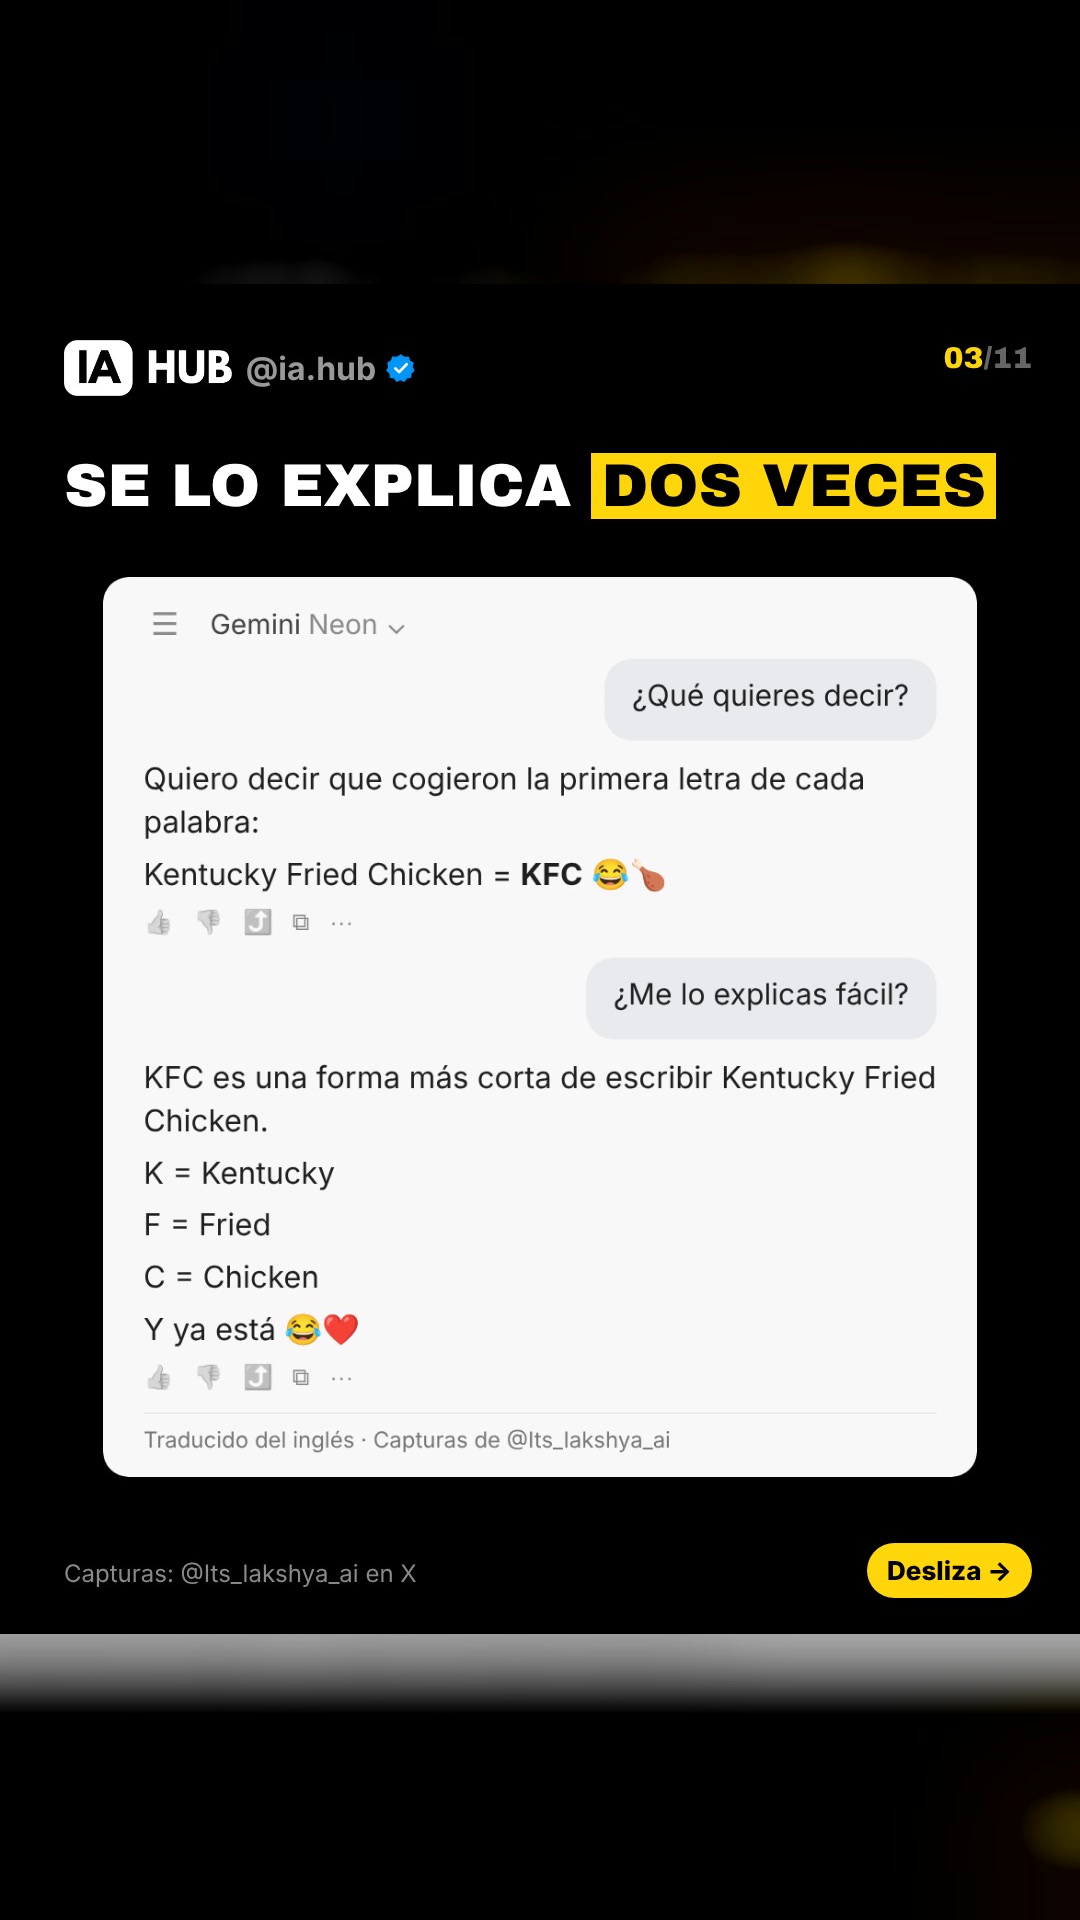 IA HUB @ia.hub
03/11
SE LO EXPLICA DOS VECES
Gemini Neon
¿Qué quieres decir?
Quiero decir que cogieron la primera letra de cada
palabra:
Kentucky Fried Chicken = KFC 😂🍗
¿Me lo explicas fácil?
KFC es una forma más corta de escribir Kentucky Fried
Chicken.
K = Kentucky
F = Fried
C = Chicken
Y ya está 😂❤️
Traducido del inglés · Capturas de @Its_lakshya_ai
Capturas: @Its_lakshya_ai en X
Desliza →